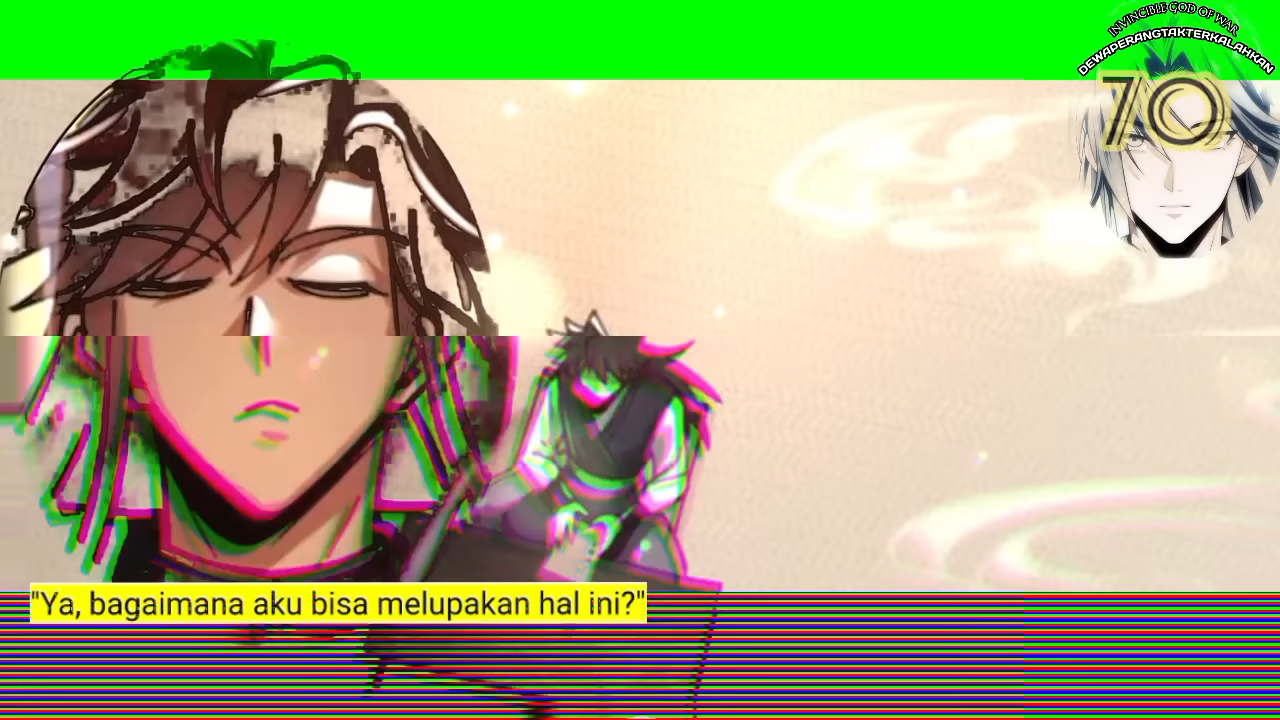 INVINCIBLE GOD OF WAR
DEWAPERANGTAKTERKALAHKAN
70
"Ya, bagaimana aku bisa melupakan hal ini?"